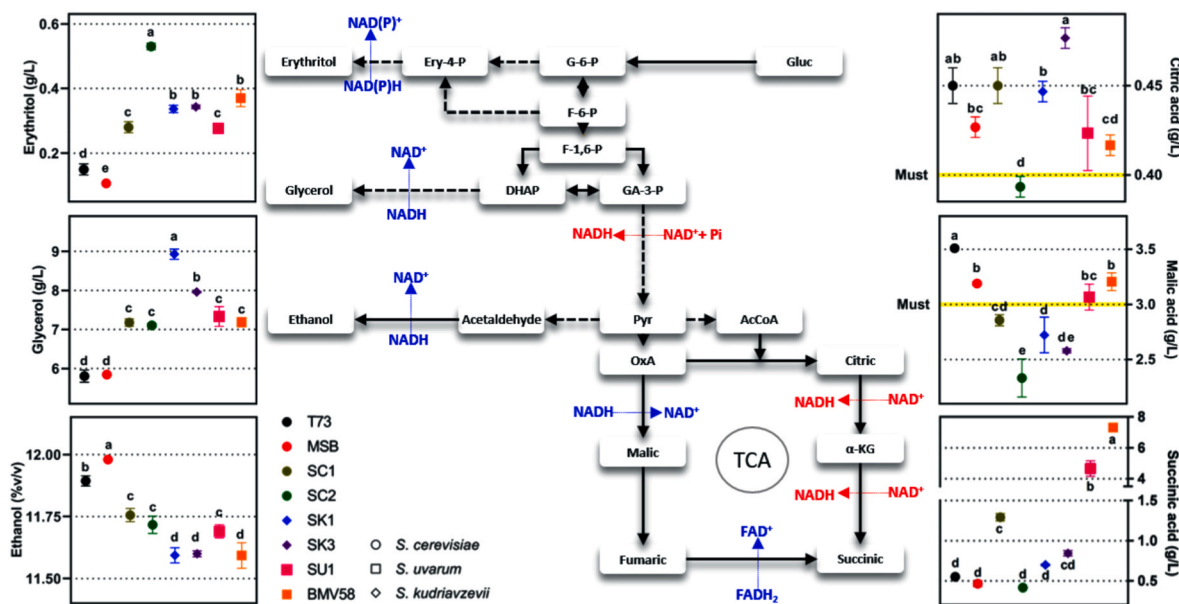 Erythritol (g/L)
0.6
0.4
0.2
d
e
c
a
b
b
c
b
Glycerol (g/L)
9
8
7
6
d
d
c
c
a
b
c
c
Ethanol (%v/v)
12.00
11.75
11.50
b
a
c
c
d
d
c
d
T73
MSB
SC1
SC2
SK1
SK3
SU1
BMV58
S. cerevisiae
S. uvarum
S. kudriavzevii
NAD(P)⁺
NAD(P)H
Erythritol
Ery-4-P
G-6-P
Gluc
F-6-P
F-1,6-P
NAD⁺
NADH
Glycerol
DHAP
GA-3-P
NADH
NAD⁺+ Pi
NAD⁺
NADH
Ethanol
Acetaldehyde
Pyr
AcCoA
OxA
Citric
NADH
NAD⁺
NADH
NAD⁺
Malic
TCA
α-KG
NADH
NAD⁺
FAD⁺
Fumaric
Succinic
FADH₂
Citric acid (g/L)
0.45
0.40
Must
ab
bc
ab
d
b
a
bc
cd
Malic acid (g/L)
3.5
3.0
2.5
Must
a
b
cd
e
d
de
bc
b
Succinic acid (g/L)
8
6
4
1.5
1.0
0.5
d
d
c
d
d
cd
b
a